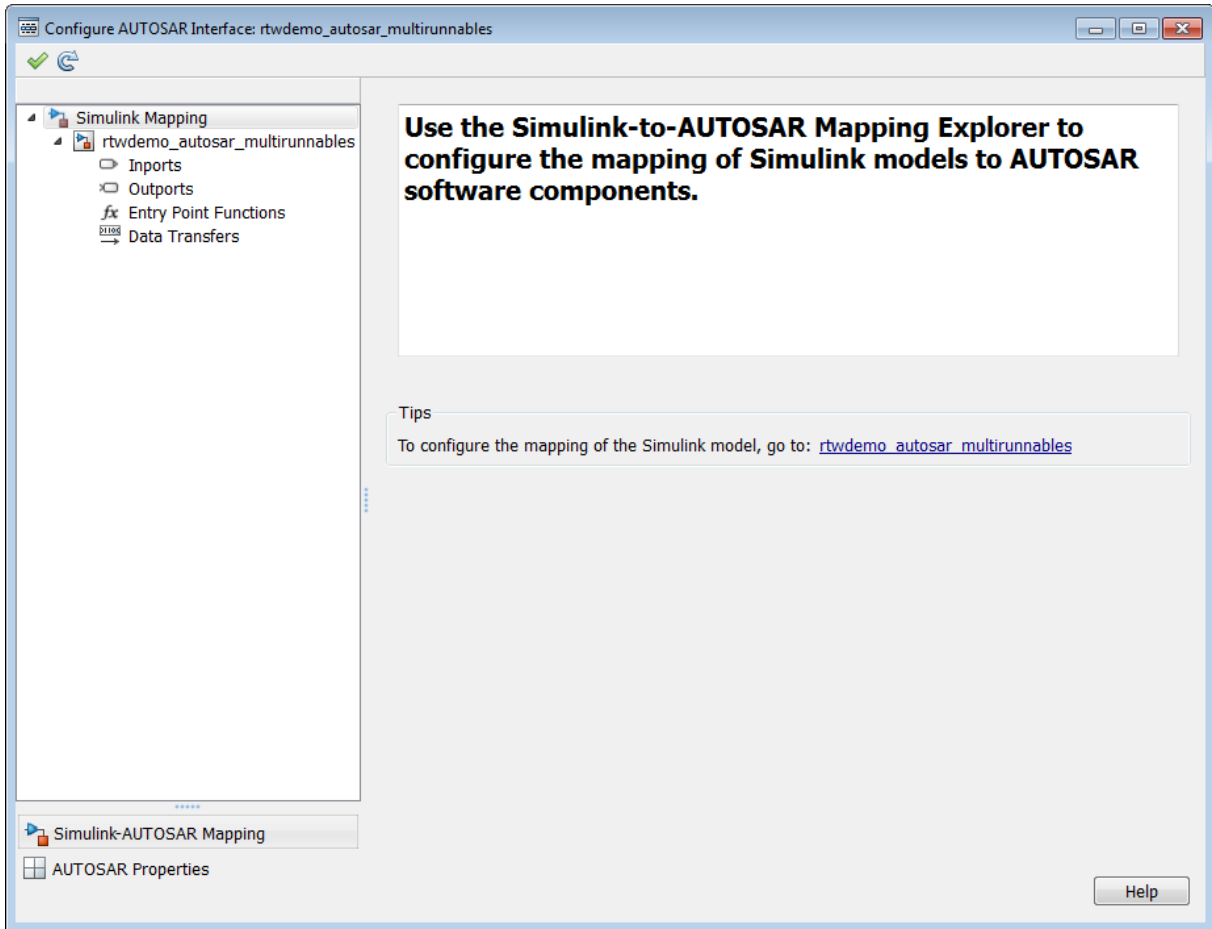 Configure AUTOSAR Interface: rtwdemo_autosar_multirunnables
Simulink Mapping
rtwdemo_autosar_multirunnables
Inports
Outports
fx Entry Point Functions
Data Transfers
Use the Simulink-to-AUTOSAR Mapping Explorer to
configure the mapping of Simulink models to AUTOSAR
software components.
Tips
To configure the mapping of the Simulink model, go to: rtwdemo_autosar_multirunnables
Simulink-AUTOSAR Mapping
AUTOSAR Properties
Help